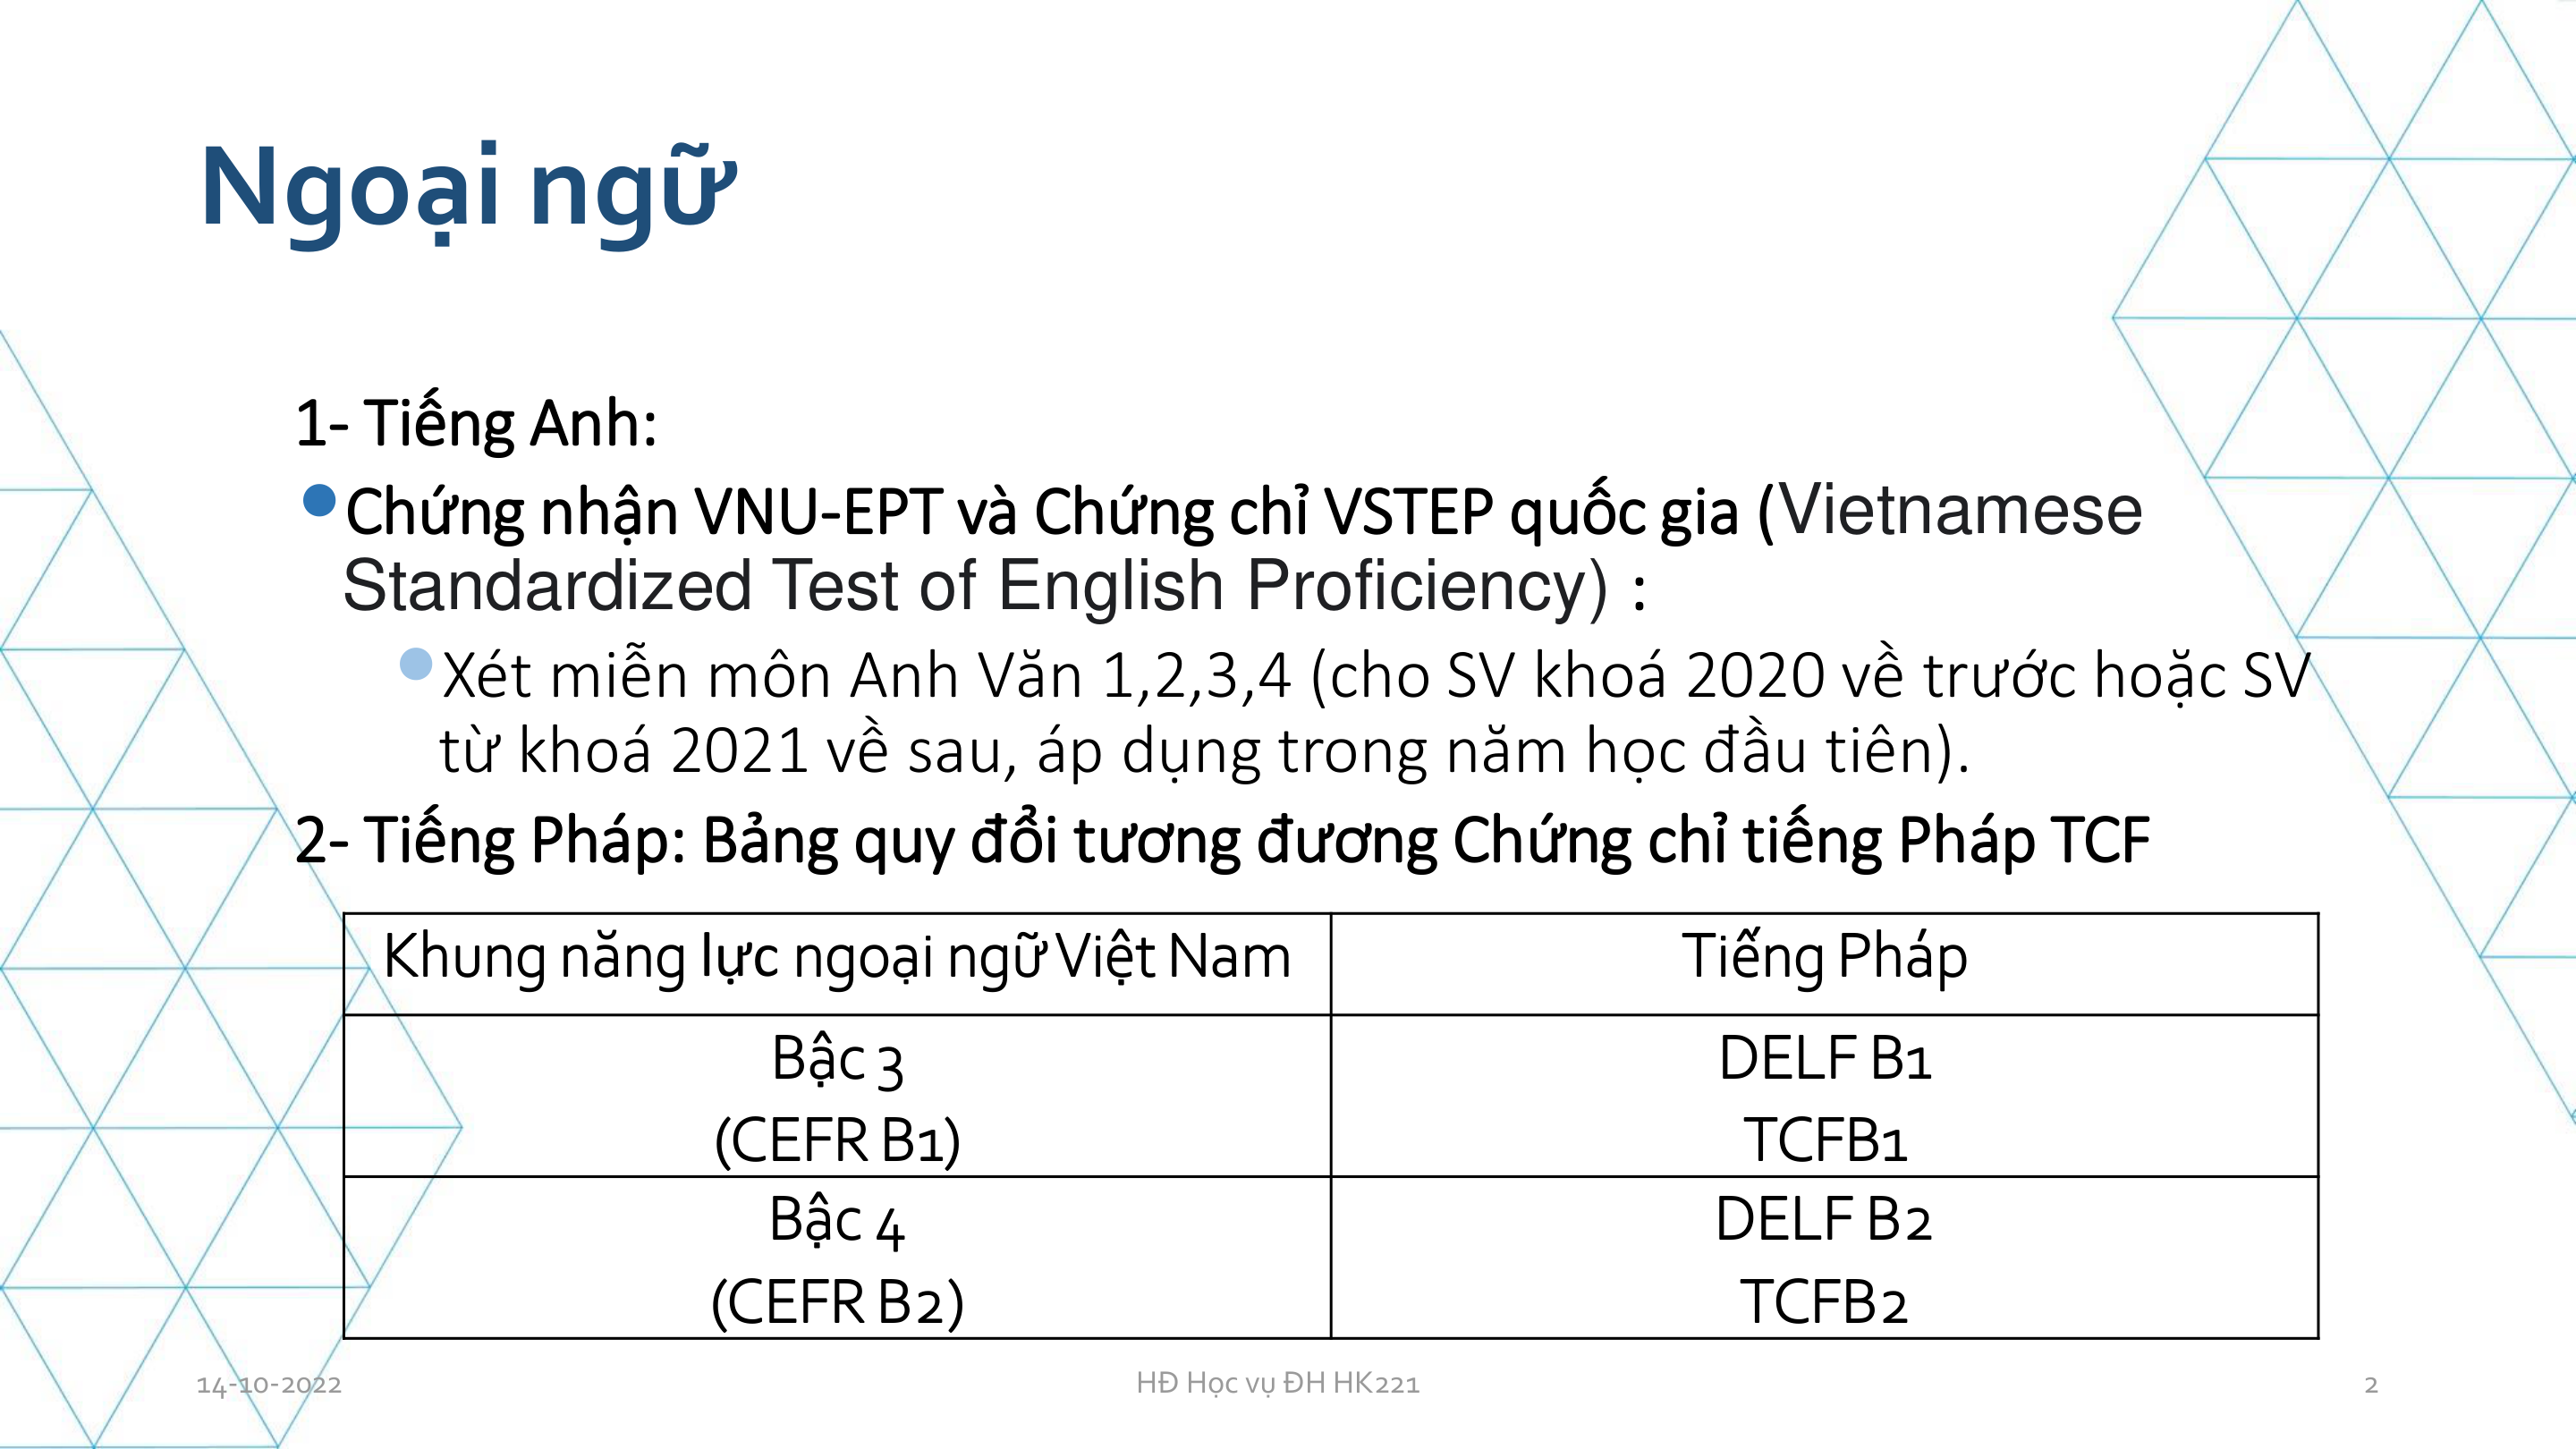 Ngoại ngữ
1- Tiếng Anh:
Chứng nhận VNU-EPT và Chứng chỉ VSTEP quốc gia (Vietnamese
Standardized Test of English Proficiency) :
Xét miễn môn Anh Văn 1,2,3,4 (cho SV khoá 2020 về trước hoặc SV
từ khoá 2021 về sau, áp dụng trong năm học đầu tiên).
2- Tiếng Pháp: Bảng quy đổi tương đương Chứng chỉ tiếng Pháp TCF
Khung năng lực ngoại ngữ Việt Nam
Tiếng Pháp
Bậc 3
(CEFR B1)
DELF B1
TCFB1
Bậc 4
(CEFR B2)
DELF B2
TCFB2
14-10-2022
HĐ Học vụ ĐH HK221
2